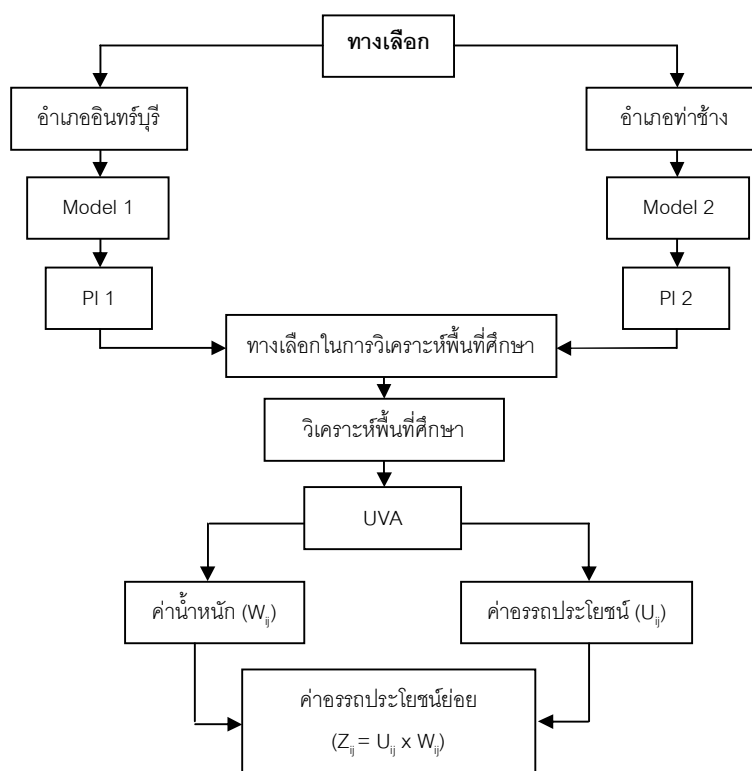 ทางเลือก
อำเภออินทร์บุรี
อำเภอท่าช้าง
Model 1
Model 2
PI 1
PI 2
ทางเลือกในการวิเคราะห์พื้นที่ศึกษา
วิเคราะห์พื้นที่ศึกษา
UVA
ค่าน้ำหนัก (Wij)
ค่าอรรถประโยชน์ (Uij)
ค่าอรรถประโยชน์ย่อย
(Zij = Uij x Wij)